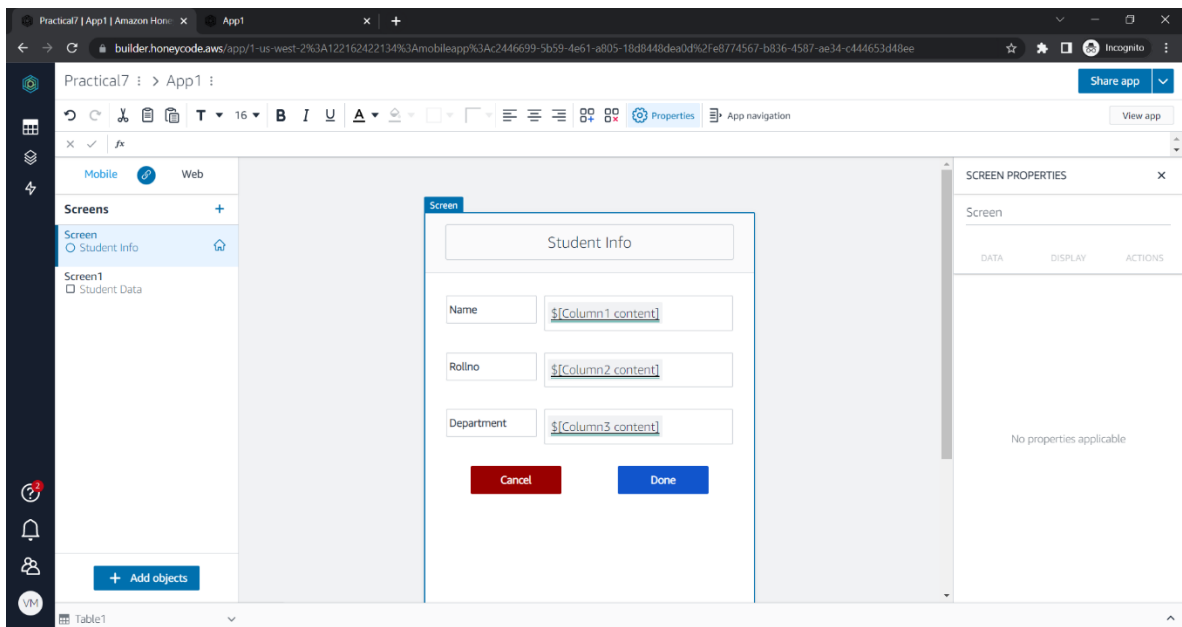 Practical7 | App1 | Amazon Hone
App1
builder.honeycode.aws/app/1-us-west-2%3A122162422134%3Amobileapp%3Ac2446699-5b59-4e61-a805-18d8448dea0d%2Fe8774567-b836-4587-ae34-c444653d48ee
Incognito
Practical7 > App1
Share app
T 16 B I U A Properties App navigation
View app
fx
Mobile Web
Screens +
Screen
Student Info
Screen1
Student Data
Screen
Student Info
Name
$[Column1 content]
Rollno
$[Column2 content]
Department
$[Column3 content]
Cancel
Done
SCREEN PROPERTIES
Screen
DATA DISPLAY ACTIONS
No properties applicable
2
+ Add objects
VM
Table1